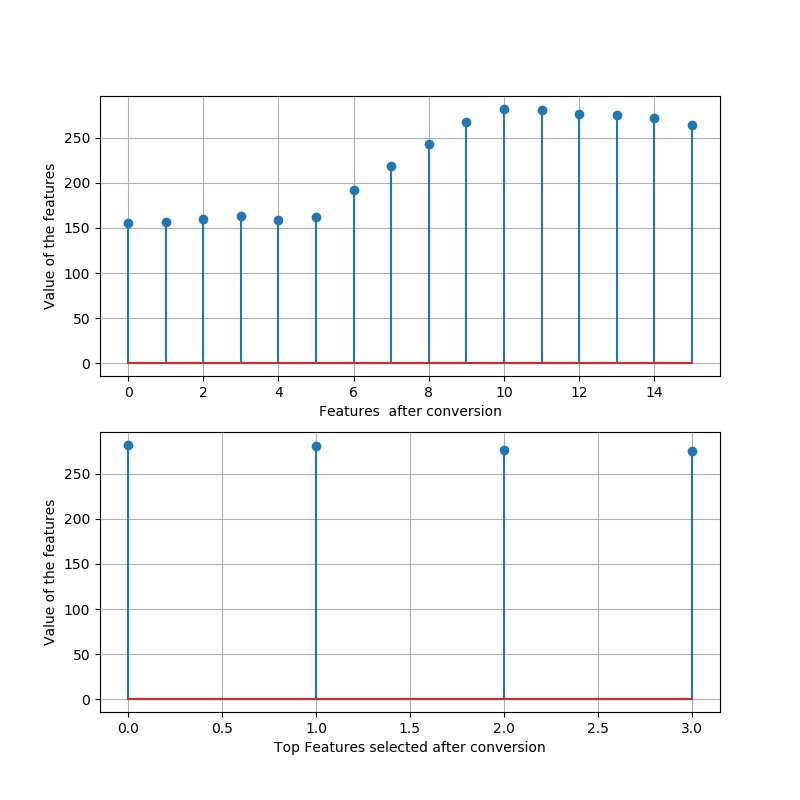 250
200
150
100
50
0
Value of the features
0 2 4 6 8 10 12 14
Features  after conversion
250
200
150
100
50
0
Value of the features
0.0 0.5 1.0 1.5 2.0 2.5 3.0
Top Features selected after conversion